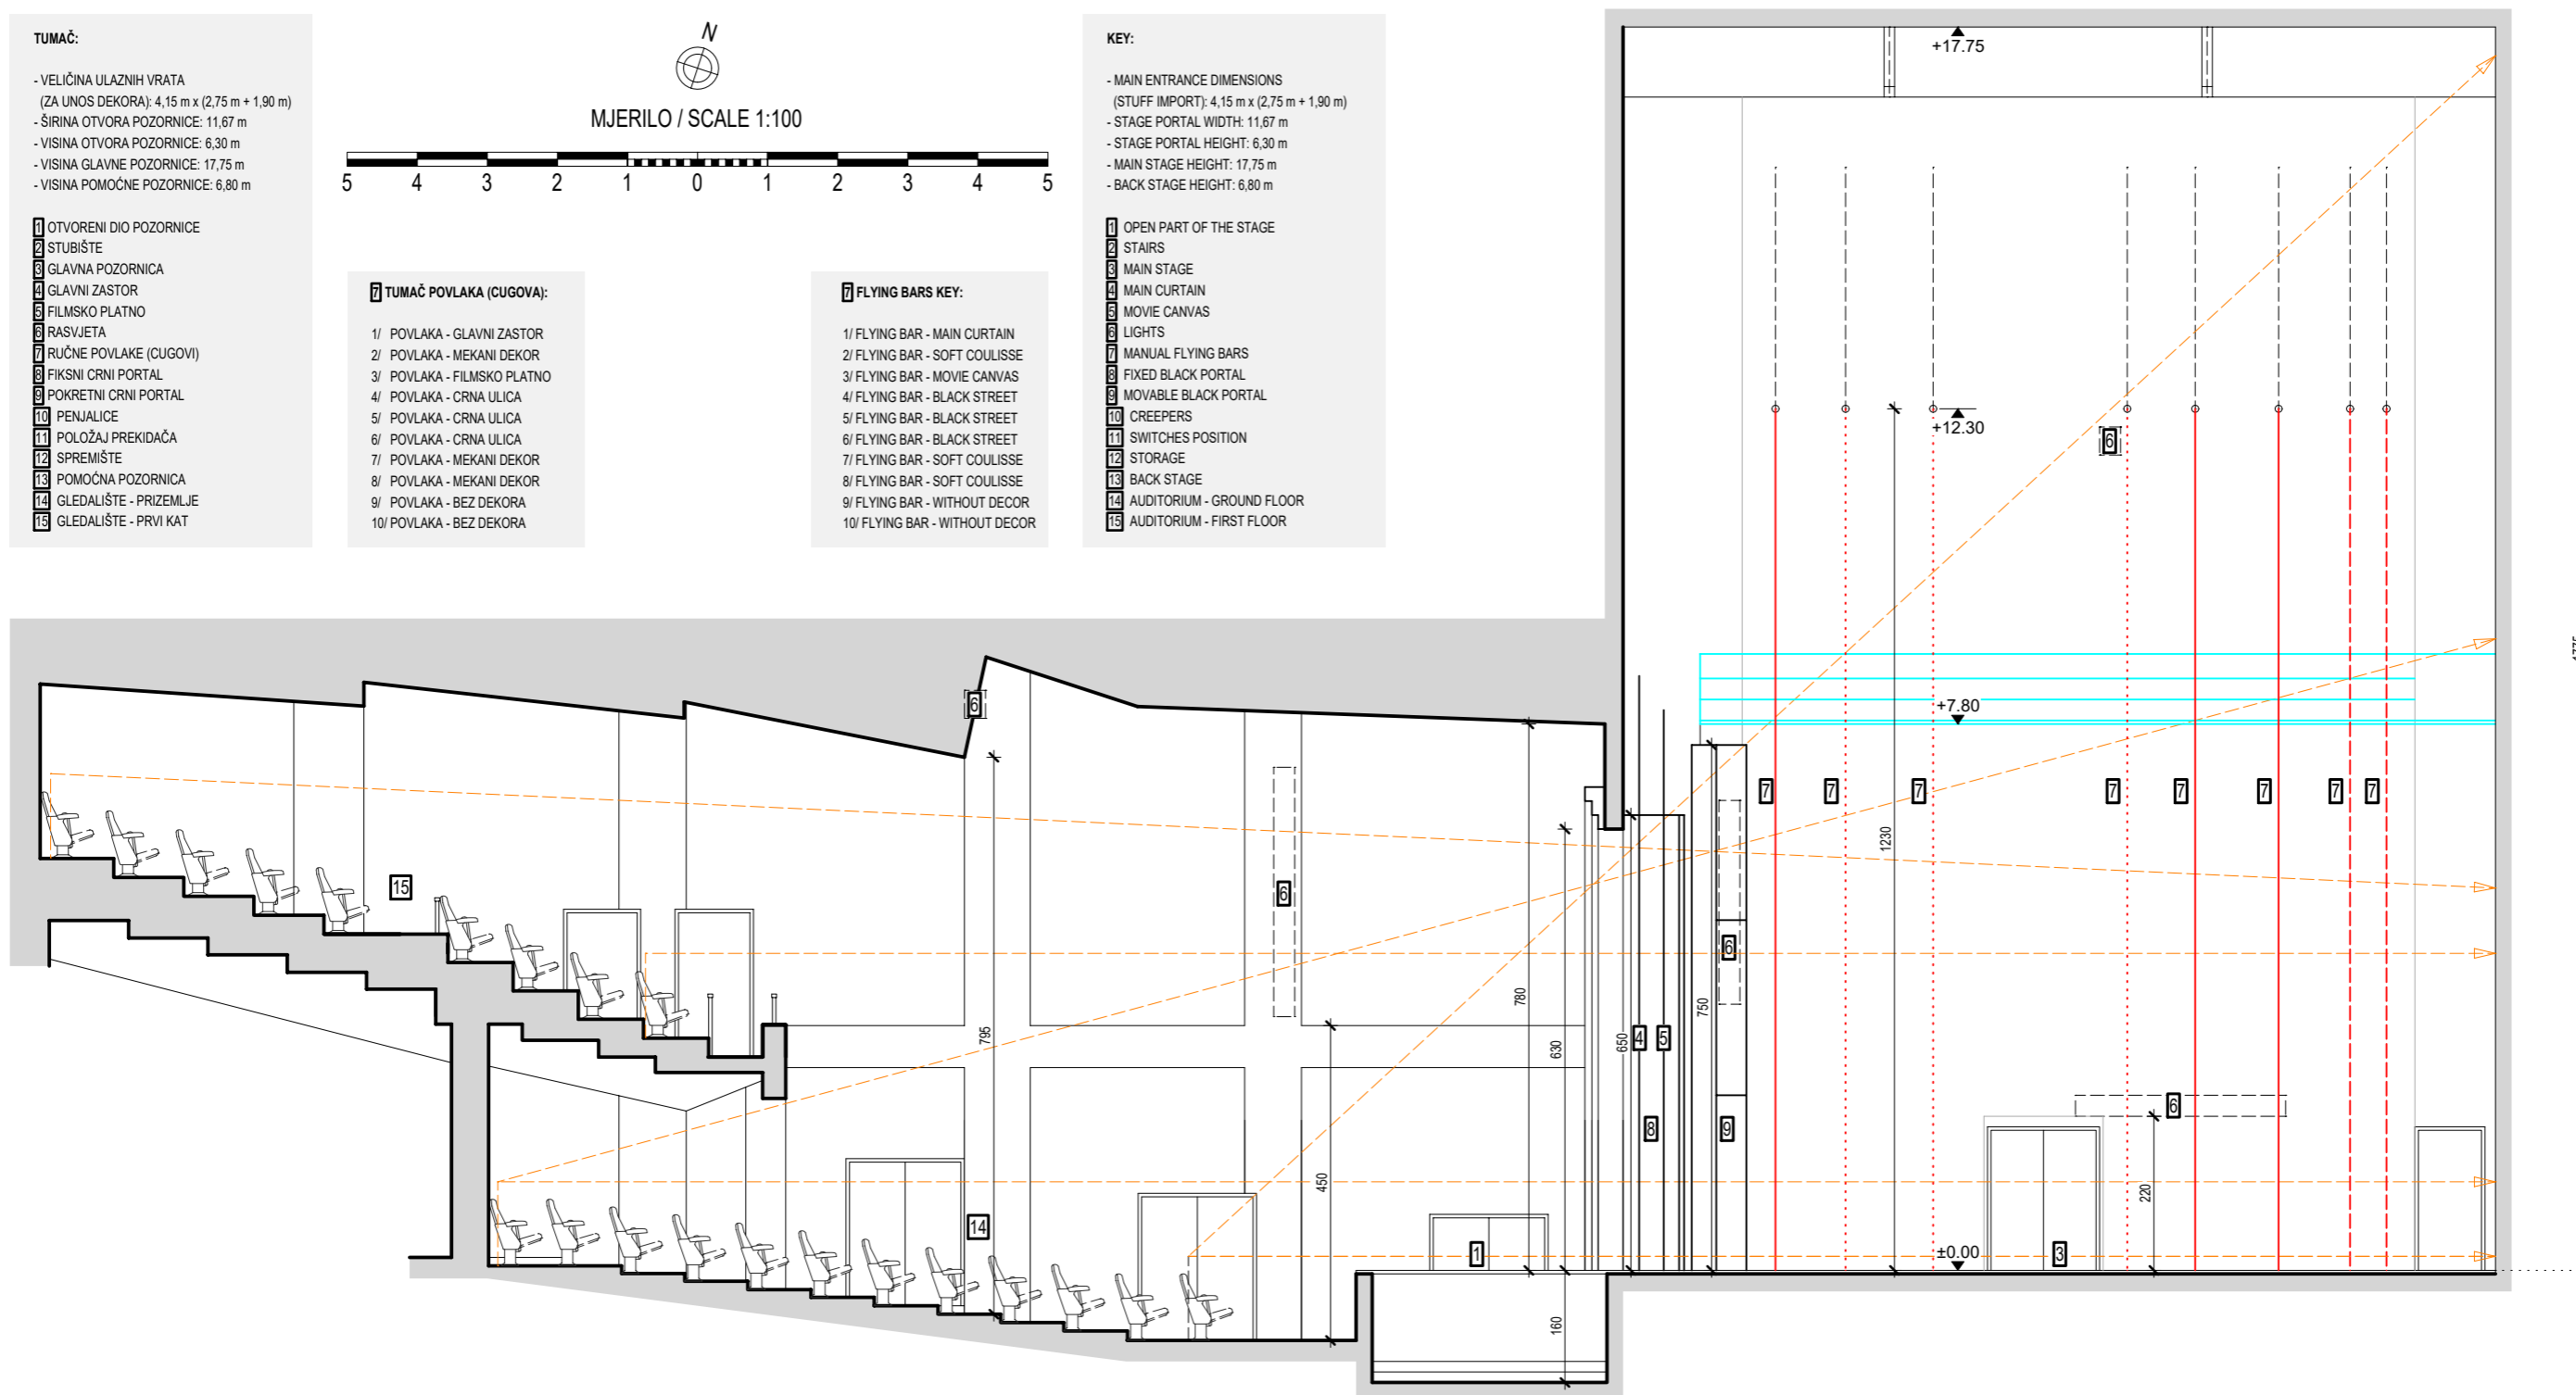 TUMAČ:
- VELIČINA ULAZNIH VRATA
(ZA UNOS DEKORA): 4,15 m x (2,75 m + 1,90 m)
- ŠIRINA OTVORA POZORNICE: 11,67 m
- VISINA OTVORA POZORNICE: 6,30 m
- VISINA GLAVNE POZORNICE: 17,75 m
- VISINA POMOĆNE POZORNICE: 6,80 m
1 OTVORENI DIO POZORNICE
2 STUBIŠTE
3 GLAVNA POZORNICA
4 GLAVNI ZASTOR
5 FILMSKO PLATNO
6 RASVJETA
7 RUČNE POVLAKE (CUGOVI)
8 FIKSNI CRNI PORTAL
9 POKRETNI CRNI PORTAL
10 PENJALICE
11 POLOŽAJ PREKIDAČA
12 SPREMIŠTE
13 POMOĆNA POZORNICA
14 GLEDALIŠTE - PRIZEMLJE
15 GLEDALIŠTE - PRVI KAT
N
MJERILO / SCALE 1:100
5 4 3 2 1 0 1 2 3 4 5
7 TUMAČ POVLAKA (CUGOVA):
1/ POVLAKA - GLAVNI ZASTOR
2/ POVLAKA - MEKANI DEKOR
3/ POVLAKA - FILMSKO PLATNO
4/ POVLAKA - CRNA ULICA
5/ POVLAKA - CRNA ULICA
6/ POVLAKA - CRNA ULICA
7/ POVLAKA - MEKANI DEKOR
8/ POVLAKA - MEKANI DEKOR
9/ POVLAKA - BEZ DEKORA
10/ POVLAKA - BEZ DEKORA
7 FLYING BARS KEY:
1/ FLYING BAR - MAIN CURTAIN
2/ FLYING BAR - SOFT COULISSE
3/ FLYING BAR - MOVIE CANVAS
4/ FLYING BAR - BLACK STREET
5/ FLYING BAR - BLACK STREET
6/ FLYING BAR - BLACK STREET
7/ FLYING BAR - SOFT COULISSE
8/ FLYING BAR - SOFT COULISSE
9/ FLYING BAR - WITHOUT DECOR
10/ FLYING BAR - WITHOUT DECOR
KEY:
- MAIN ENTRANCE DIMENSIONS
(STUFF IMPORT): 4,15 m x (2,75 m + 1,90 m)
- STAGE PORTAL WIDTH: 11,67 m
- STAGE PORTAL HEIGHT: 6,30 m
- MAIN STAGE HEIGHT: 17,75 m
- BACK STAGE HEIGHT: 6,80 m
1 OPEN PART OF THE STAGE
2 STAIRS
3 MAIN STAGE
4 MAIN CURTAIN
5 MOVIE CANVAS
6 LIGHTS
7 MANUAL FLYING BARS
8 FIXED BLACK PORTAL
9 MOVABLE BLACK PORTAL
10 CREEPERS
11 SWITCHES POSITION
12 STORAGE
13 BACK STAGE
14 AUDITORIUM - GROUND FLOOR
15 AUDITORIUM - FIRST FLOOR
+17.75
+12.30
6
6
+7.80
7 7 7 7 7 7 7 7
1230
15
6
6
795
780
630
650
750
4
5
8
9
6
450
220
14
1
±0.00
3
160